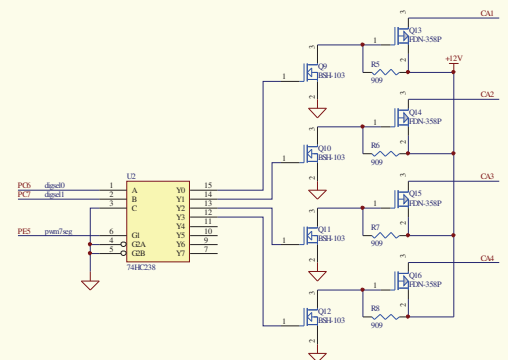 CA1
3
Q13
1
FDN-358P
3
2
+12V
Q9
R5
1
BSH-103
909
2
CA2
3
Q14
1
FDN-358P
3
2
Q10
R6
1
BSH-103
909
2
U2
PC6 digsel0 1 A Y0 15
PC7 digsel1 2 B Y1 14
3 C Y2 13
Y3 12
Y4 11
PE5 pwm7seg 6 G1 Y5 10
4 G2A Y6 9
5 G2B Y7 7
74HC238
CA3
3
Q15
1
FDN-358P
3
2
Q11
R7
1
BSH-103
909
2
CA4
3
Q16
1
FDN-358P
3
2
Q12
R8
1
BSH-103
909
2